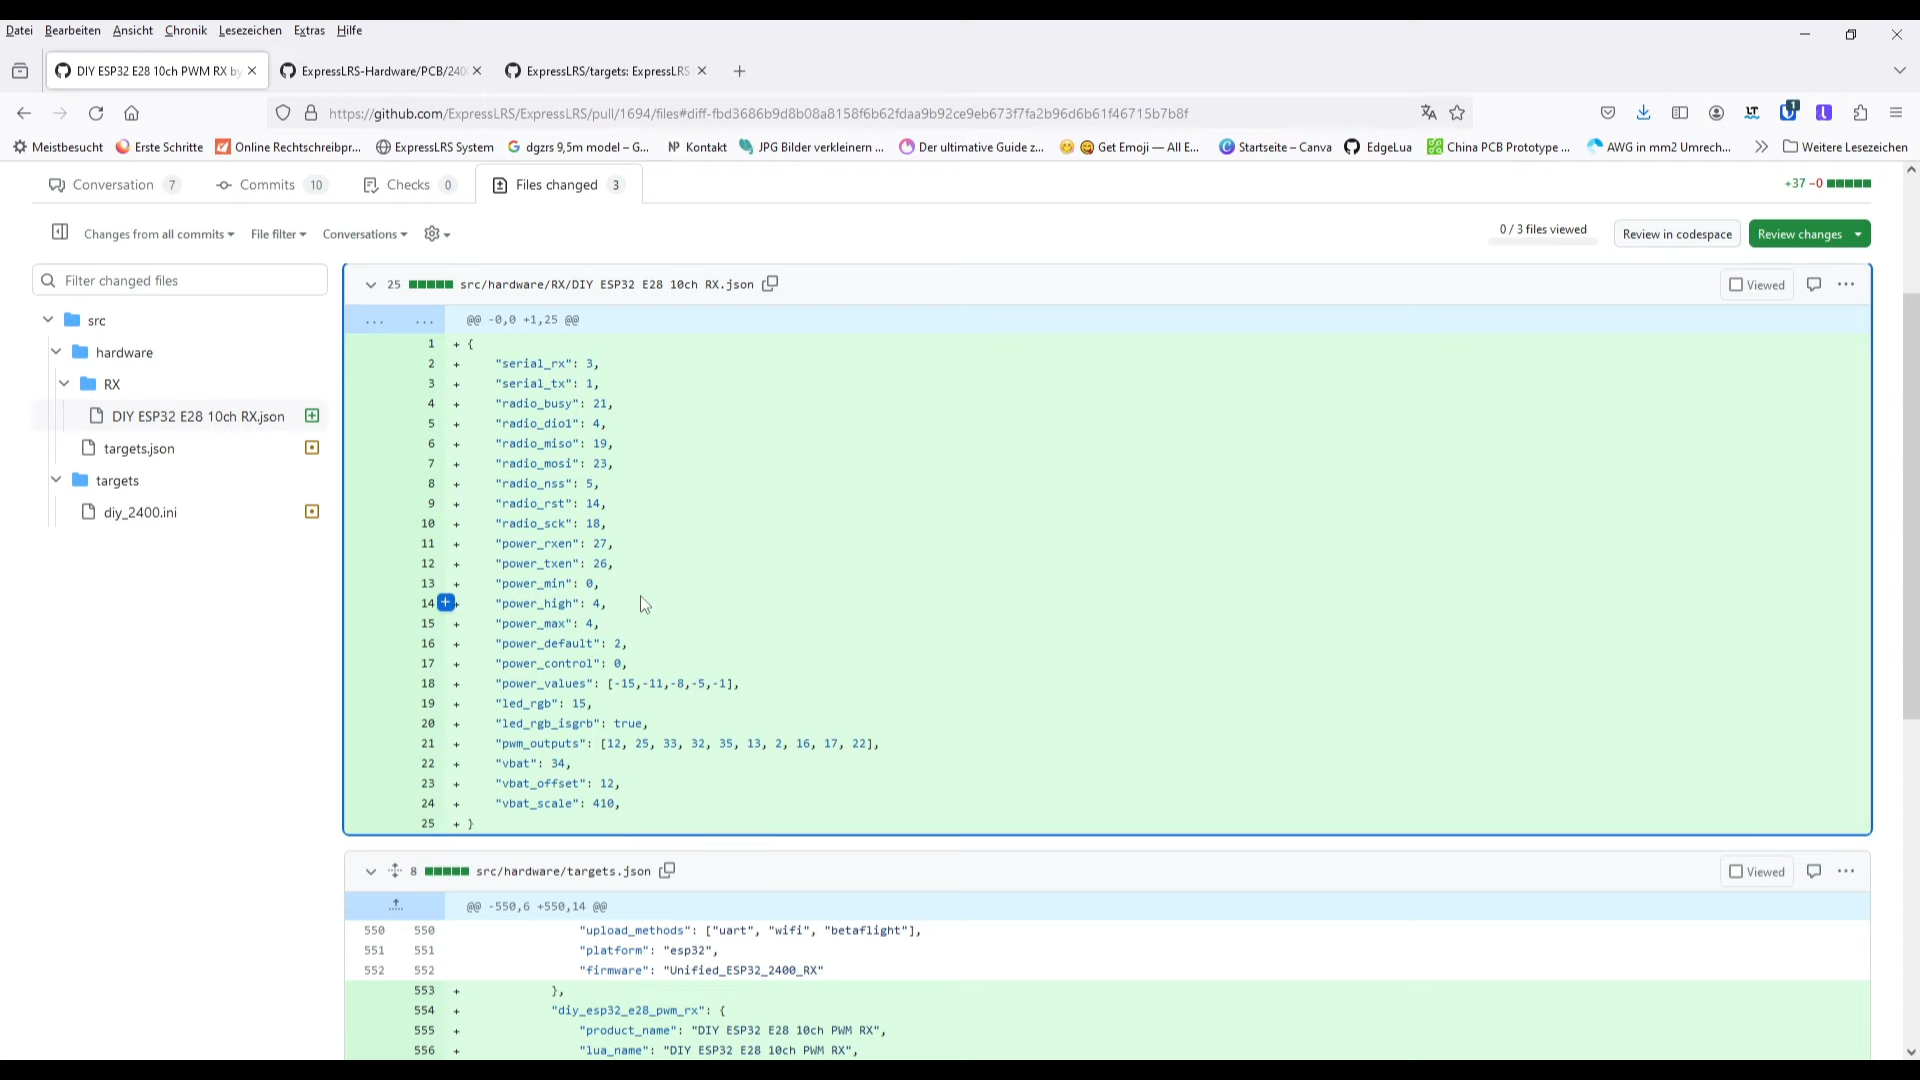 Datei Bearbeiten Ansicht Chronik Lesezeichen Extras Hilfe
DIY ESP32 E28 10ch PWM RX by ExpressLRS-Hardware/PCB/240 ExpressLRS/targets: ExpressLRS
https://github.com/ExpressLRS/ExpressLRS/pull/1694/files#diff-fbd3686b9d8b08a8158f6b62fdaa9b92ce9eb673f7fa2b96d6b61f46715b7b8f
Meistbesucht Erste Schritte Online Rechtschreibpr... ExpressLRS System dgzrs 9,5m model – G... Kontakt JPG Bilder verkleinern ... Der ultimative Guide z... Get Emoji — All E... Startseite – Canva EdgeLua China PCB Prototype ... AWG in mm2 Umrech... Weitere Lesezeichen
Conversation 7 Commits 10 Checks 0 Files changed 3 +37 −0
Changes from all commits File filter Conversations 0 / 3 files viewed Review in codespace Review changes
Filter changed files
src
hardware
RX
DIY ESP32 E28 10ch RX.json
targets.json
targets
diy_2400.ini
25 src/hardware/RX/DIY ESP32 E28 10ch RX.json Viewed
... ... @@ -0,0 +1,25 @@
1 + {
2 + "serial_rx": 3,
3 + "serial_tx": 1,
4 + "radio_busy": 21,
5 + "radio_dio1": 4,
6 + "radio_miso": 19,
7 + "radio_mosi": 23,
8 + "radio_nss": 5,
9 + "radio_rst": 14,
10 + "radio_sck": 18,
11 + "power_rxen": 27,
12 + "power_txen": 26,
13 + "power_min": 0,
14 + "power_high": 4,
15 + "power_max": 4,
16 + "power_default": 2,
17 + "power_control": 0,
18 + "power_values": [-15,-11,-8,-5,-1],
19 + "led_rgb": 15,
20 + "led_rgb_isgrb": true,
21 + "pwm_outputs": [12, 25, 33, 32, 35, 13, 2, 16, 17, 22],
22 + "vbat": 34,
23 + "vbat_offset": 12,
24 + "vbat_scale": 410,
25 + }
8 src/hardware/targets.json Viewed
@@ -550,6 +550,14 @@
550 550 "upload_methods": ["uart", "wifi", "betaflight"],
551 551 "platform": "esp32",
552 552 "firmware": "Unified_ESP32_2400_RX"
553 + },
554 + "diy_esp32_e28_pwm_rx": {
555 + "product_name": "DIY ESP32 E28 10ch PWM RX",
556 + "lua_name": "DIY ESP32 E28 10ch PWM RX",